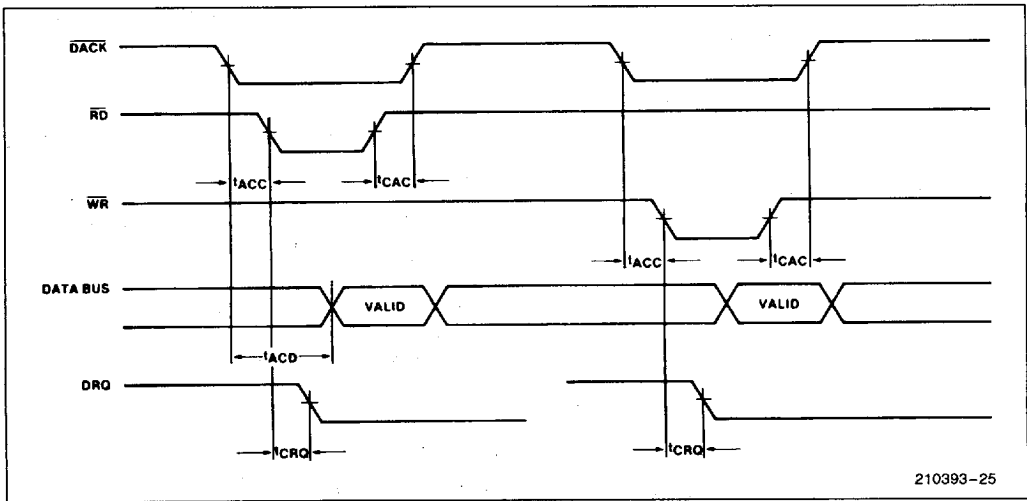 DACK
RD
tACC
tCAC
WR
tACC
tCAC
DATA BUS
VALID
VALID
tACD
DRQ
tCRQ
tCRQ
210393-25